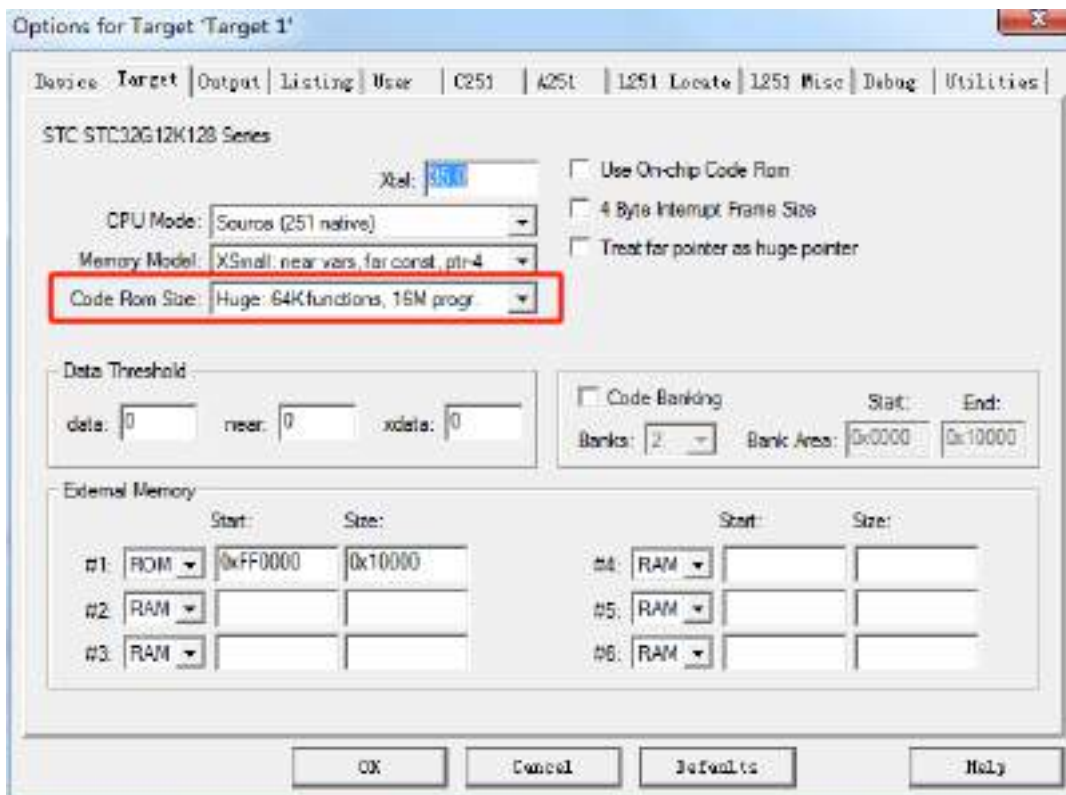 Options for Target 'Target 1'
Device Target Output Listing User C251 A251 L251 Locate L251 Misc Debug Utilities
STC STC32G12K128 Series
Xtal: 35.0
Use On-chip Code Rom
CPU Mode: Source (251 native)
4 Byte Interrupt Frame Size
Memory Model: XSmall: near vars, far const, ptr-4
Treat far pointer as huge pointer
Code Rom Size: Huge: 64K functions, 16M progr.
Data Threshold
data: 0 near: 0 xdata: 0
Code Banking Start: End:
Banks: 2 Bank Area: 0x0000 0x10000
External Memory
Start: Size: Start: Size:
#1: ROM 0xFF0000 0x10000 #4: RAM
#2: RAM #5: RAM
#3: RAM #6: RAM
OK Cancel Defaults Help